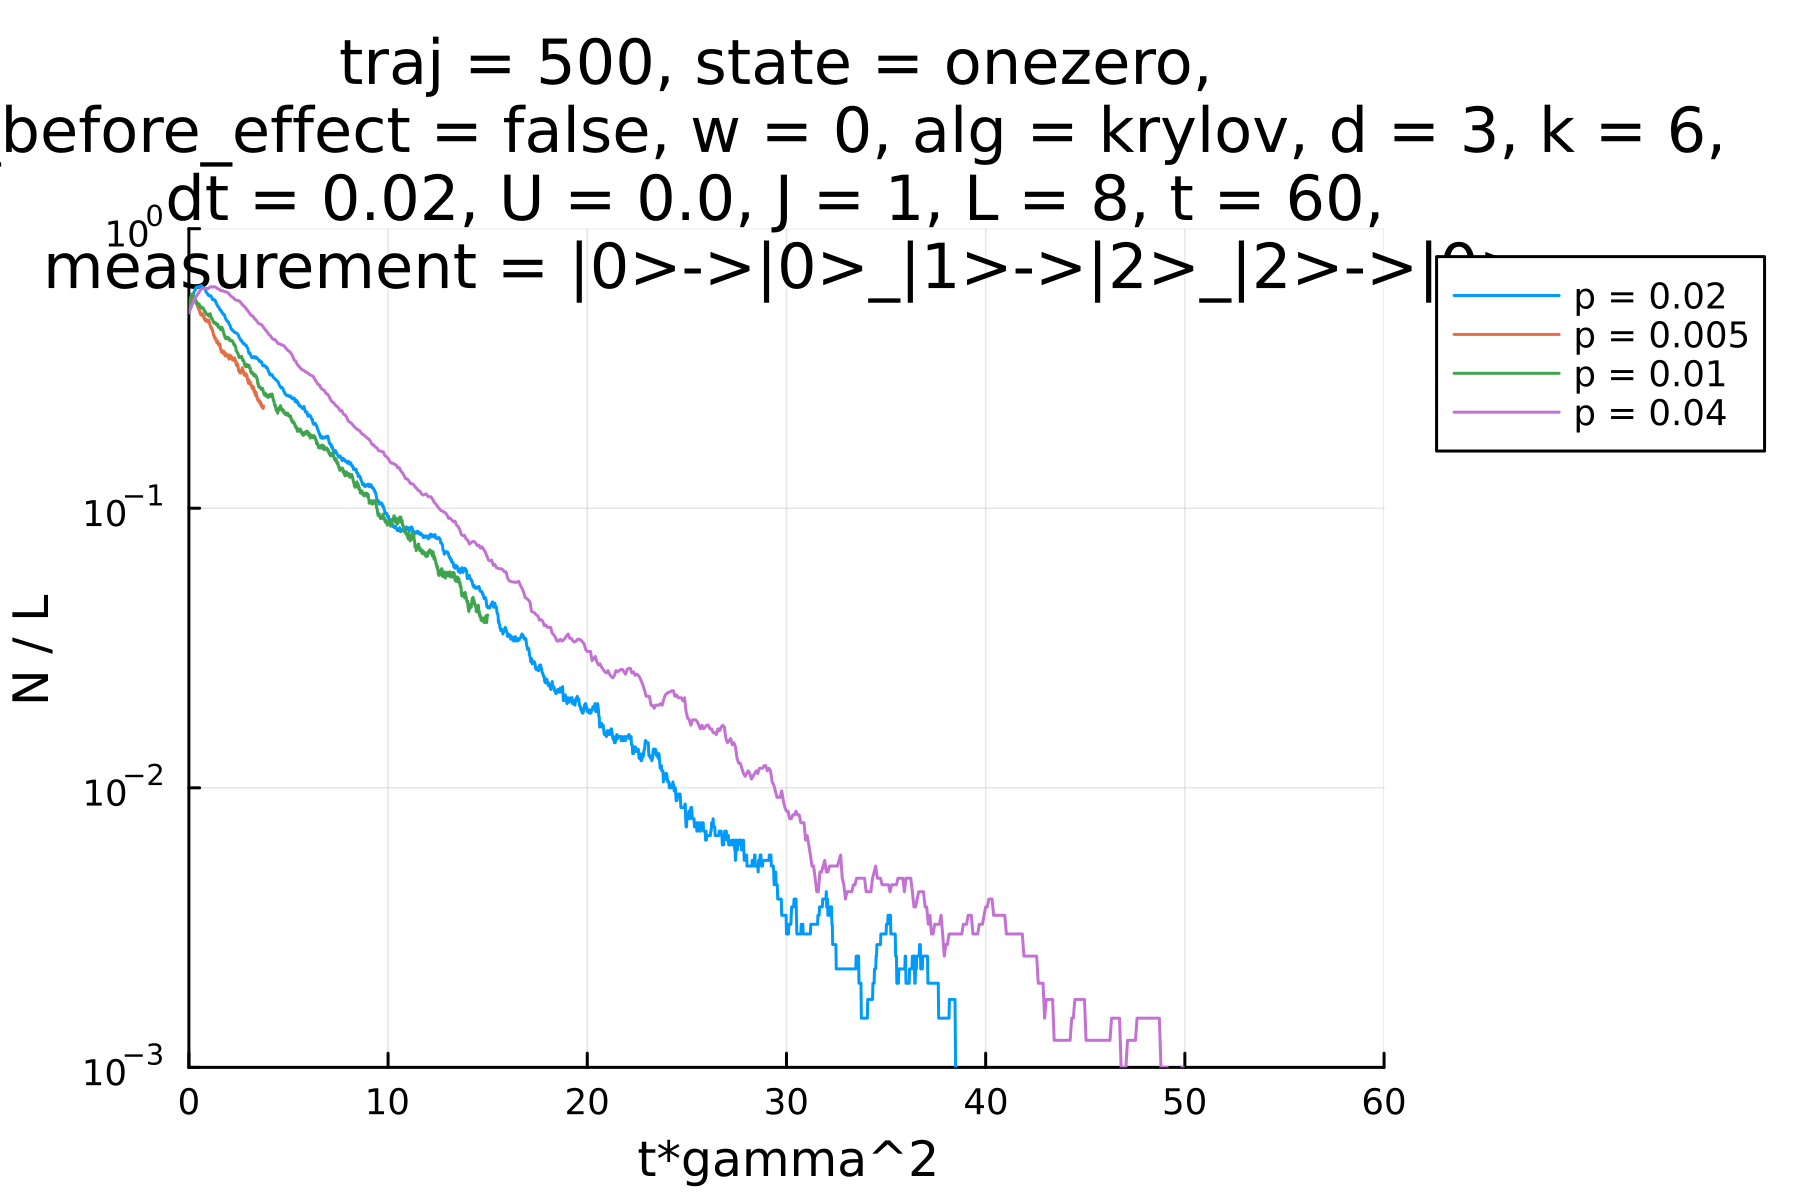 traj = 500, state = onezero,
_before_effect = false, w = 0, alg = krylov, d = 3, k = 6,
dt = 0.02, U = 0.0, J = 1, L = 8, t = 60,
measurement = |0>->|0>_|1>->|2>_|2>->|0>
p = 0.02
p = 0.005
p = 0.01
p = 0.04
10^0
10^−1
10^−2
10^−3
N / L
0 10 20 30 40 50 60
t*gamma^2